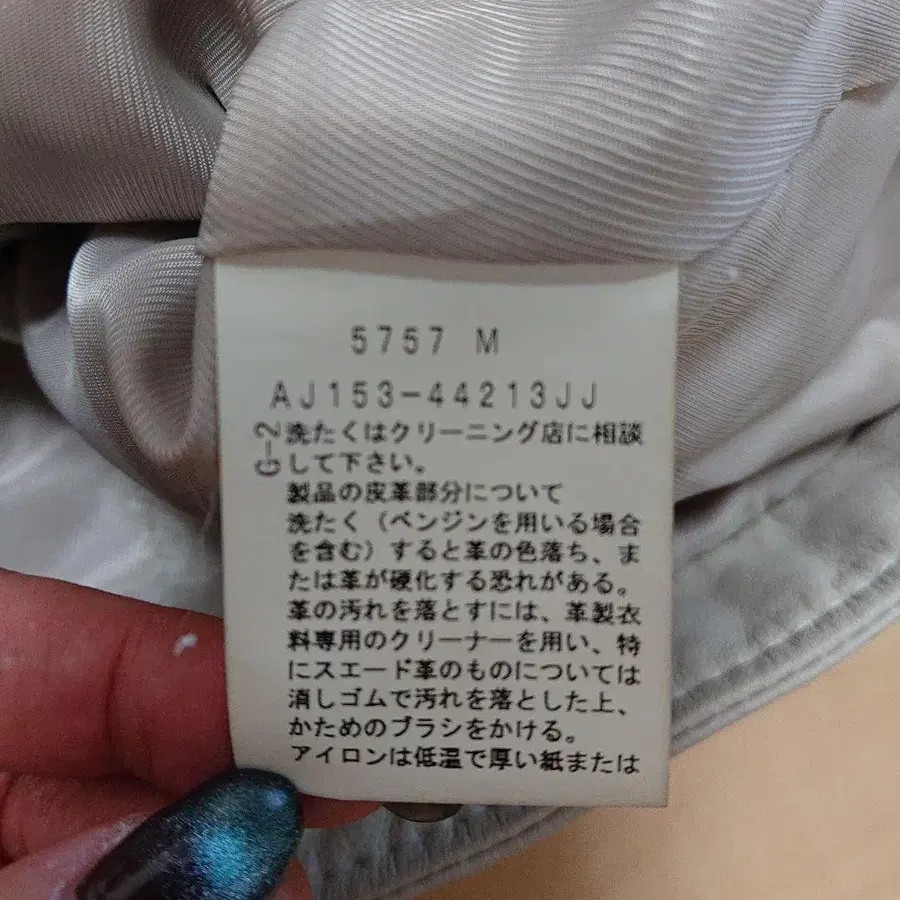 5757 M
AJ153-44213JJ
G-2
洗たくはクリーニング店に相談
して下さい。
製品の皮革部分について
洗たく（ベンジンを用いる場合
を含む）すると革の色落ち、ま
たは革が硬化する恐れがある。
革の汚れを落とすには、革製衣
料専用のクリーナーを用い、特
にスエード革のものについては
消しゴムで汚れを落とした上、
かためのブラシをかける。
アイロンは低温で厚い紙または